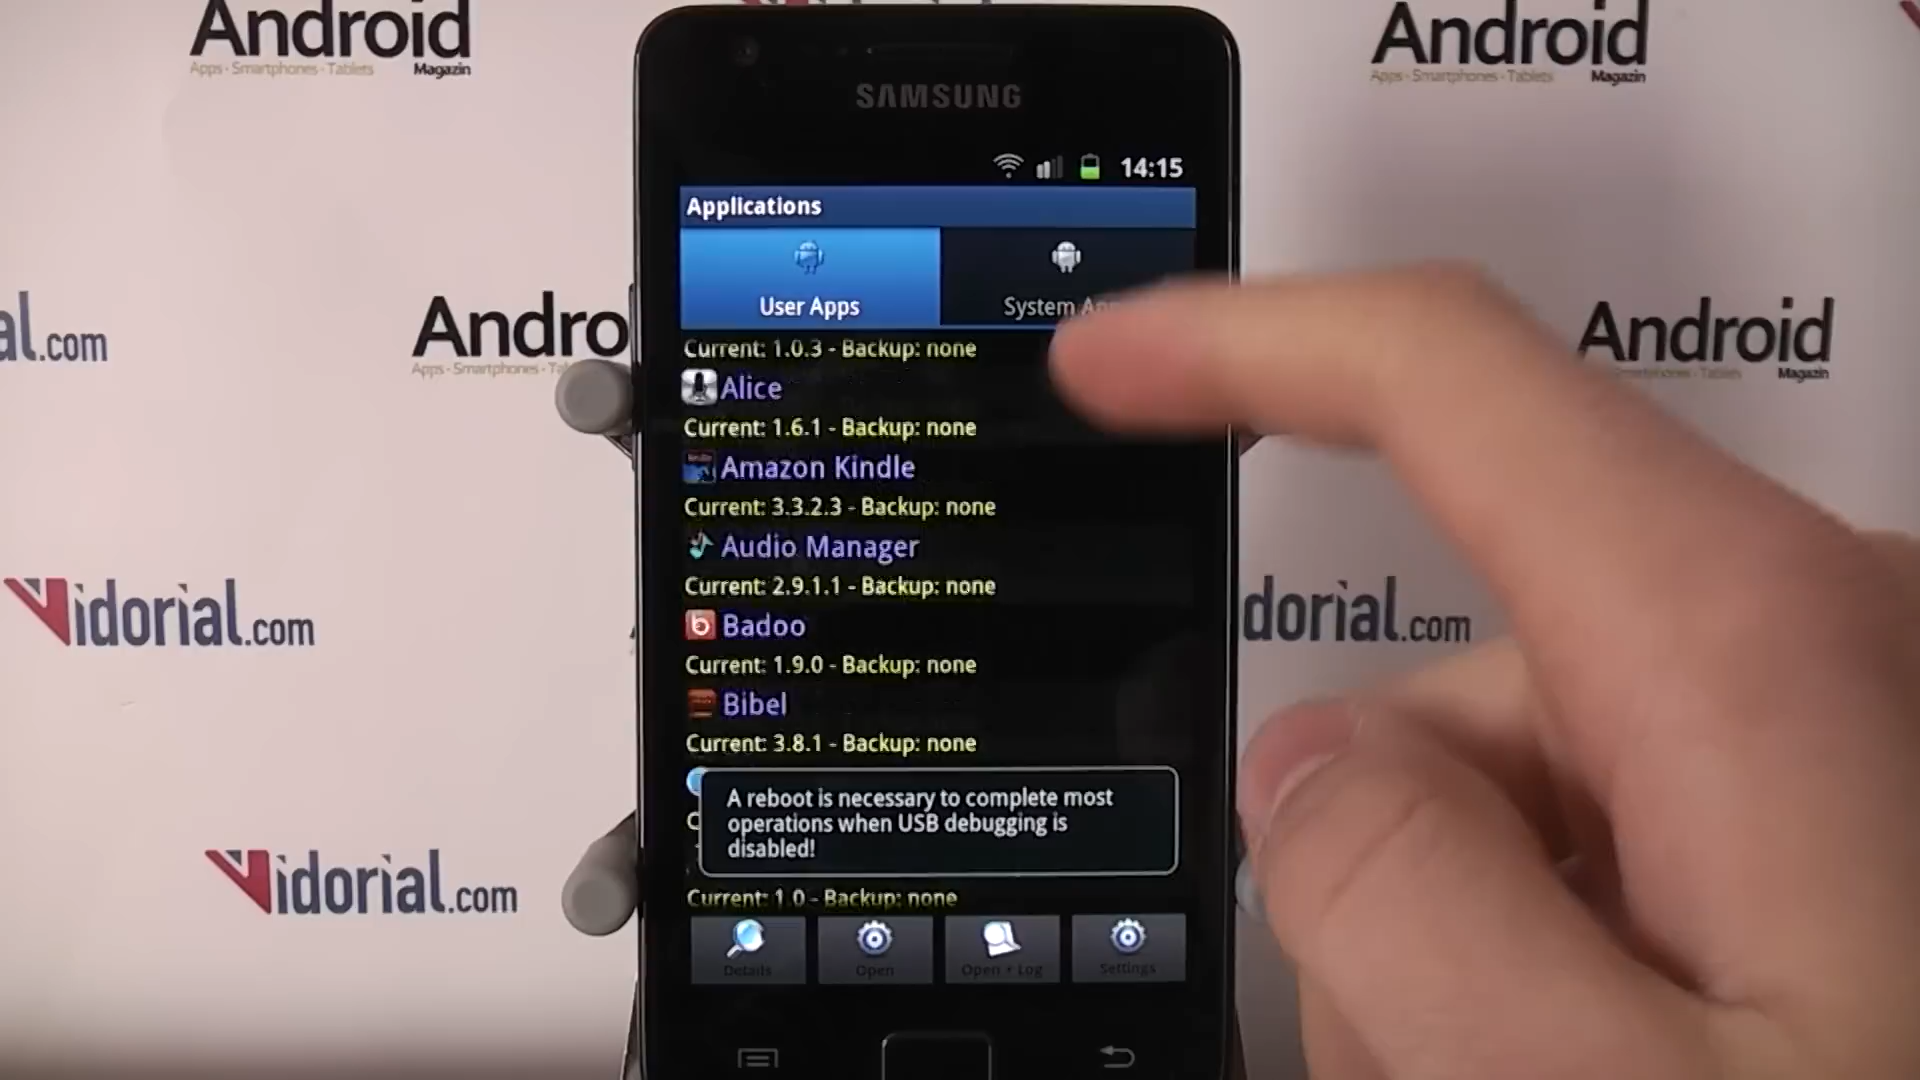 Android
Apps - Smartphones - Tablets Magazin
Android
Apps - Smartphones - Tablets Magazin
SAMSUNG
14:15
Applications
User Apps
System
Current: 1.0.3 - Backup: none
Alice
Current: 1.6.1 - Backup: none
Amazon Kindle
Current: 3.3.2.3 - Backup: none
Audio Manager
Current: 2.9.1.1 - Backup: none
Badoo
Current: 1.9.0 - Backup: none
Bibel
Current: 3.8.1 - Backup: none
A reboot is necessary to complete most
operations when USB debugging is
disabled!
Current: 1.0 - Backup: none
Details
Open
Open + Log
Settings
al.com
Andro
Apps - Smartphones - Ta
Android
Magazin
Vidorial.com
dorial.com
Vidorial.com